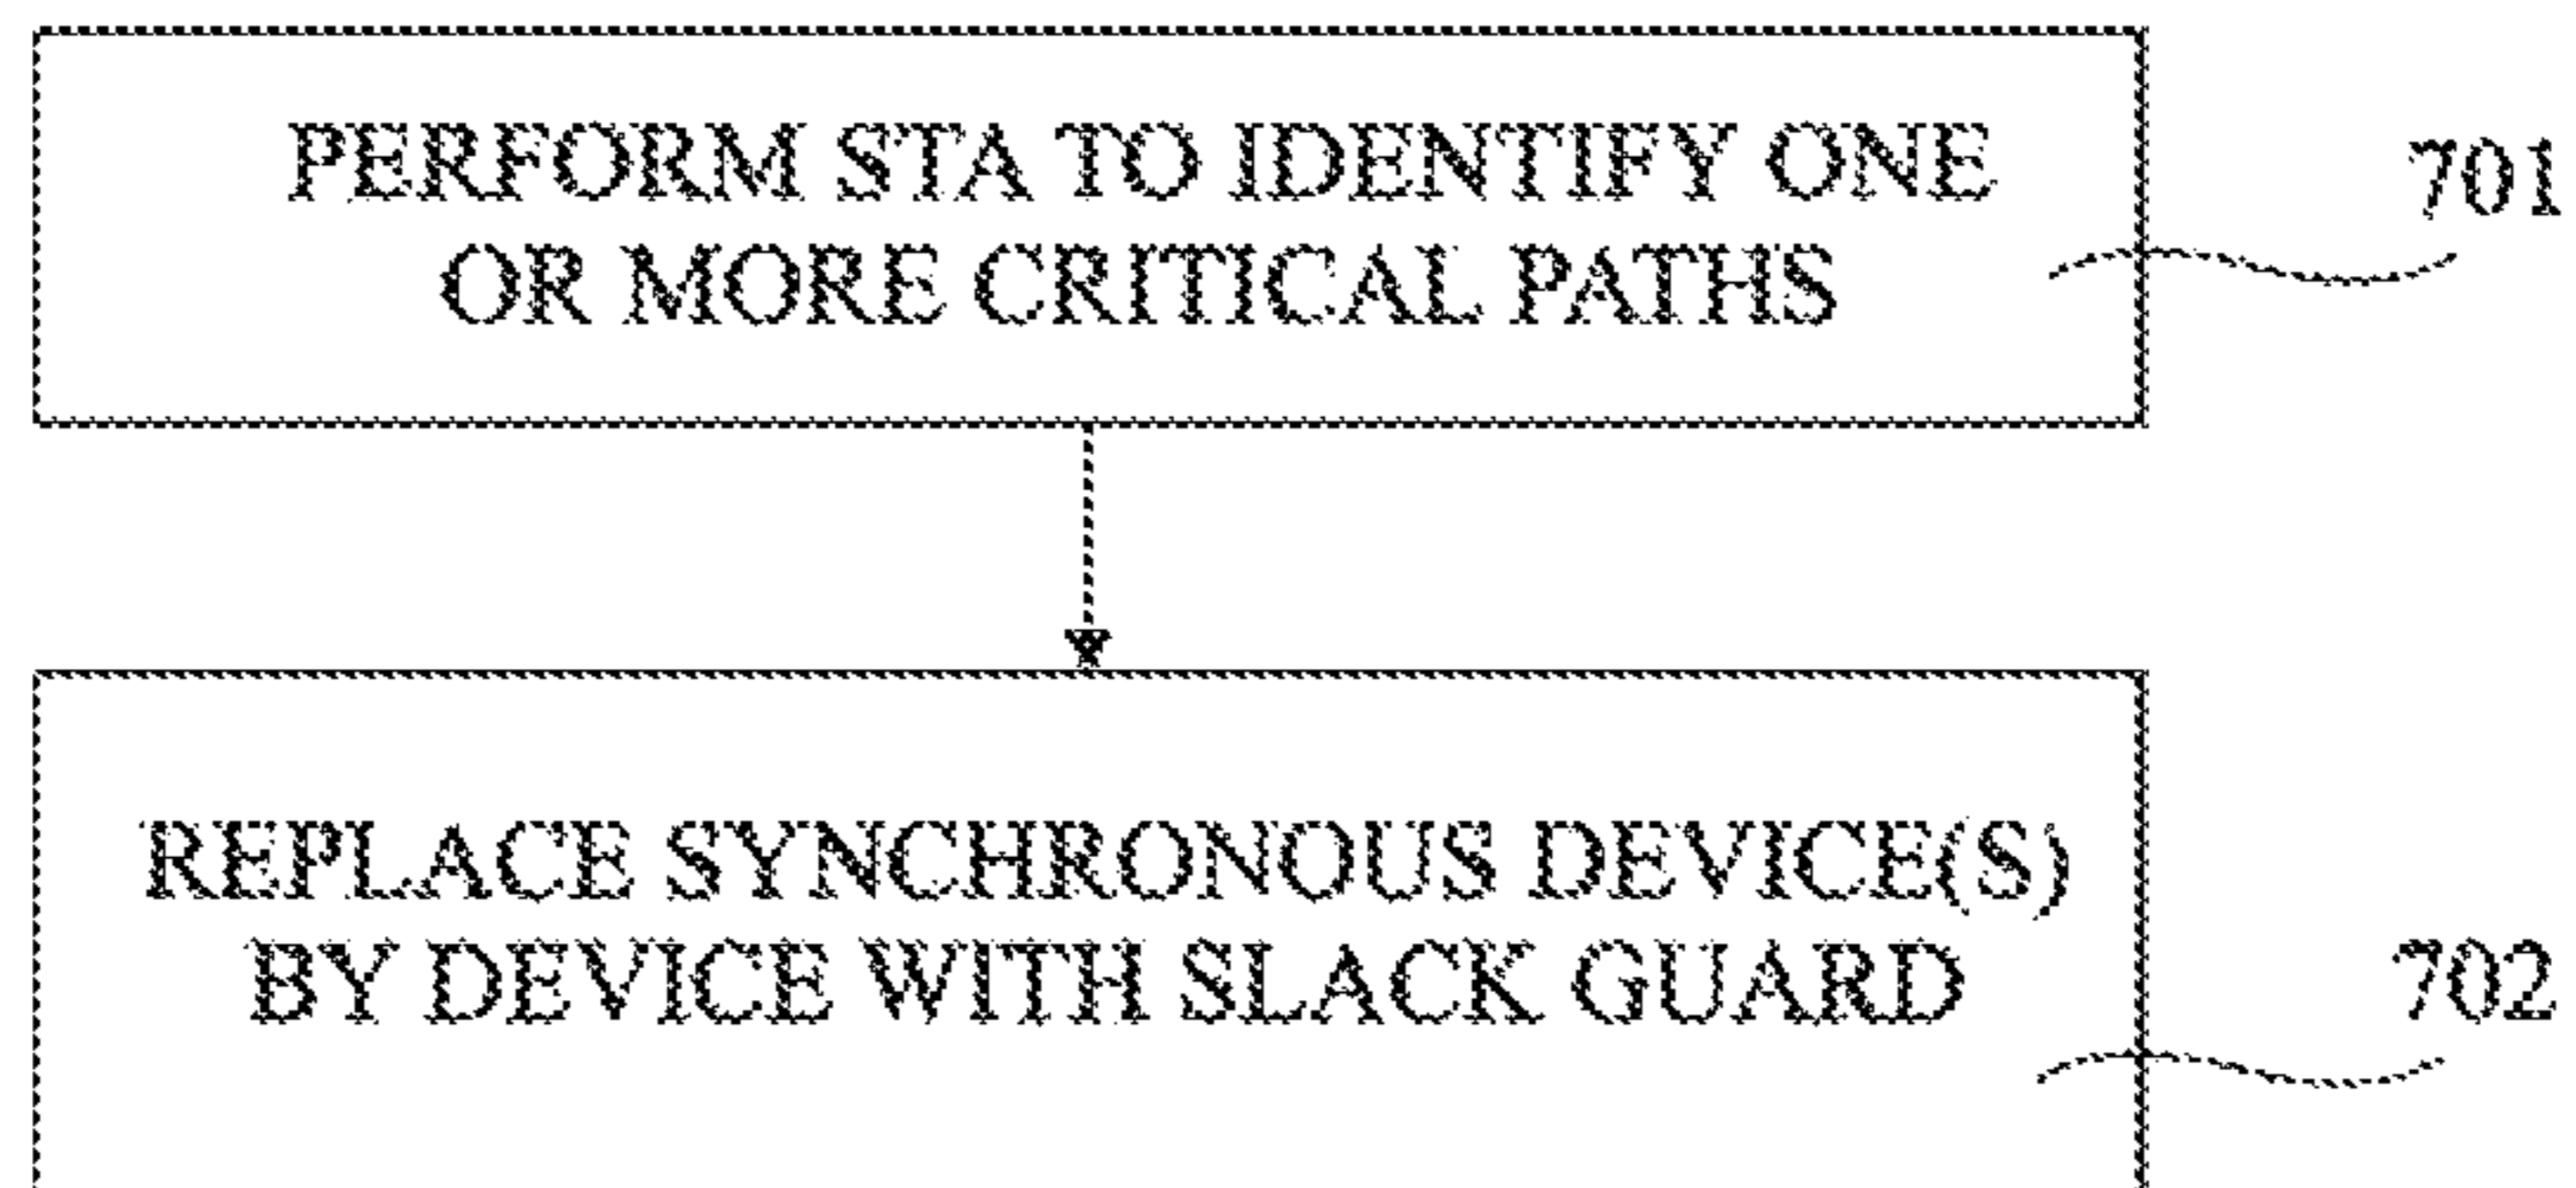 PERFORM STA TO IDENTIFY ONE
OR MORE CRITICAL PATHS
701
REPLACE SYNCHRONOUS DEVICE(S)
BY DEVICE WITH SLACK GUARD
702